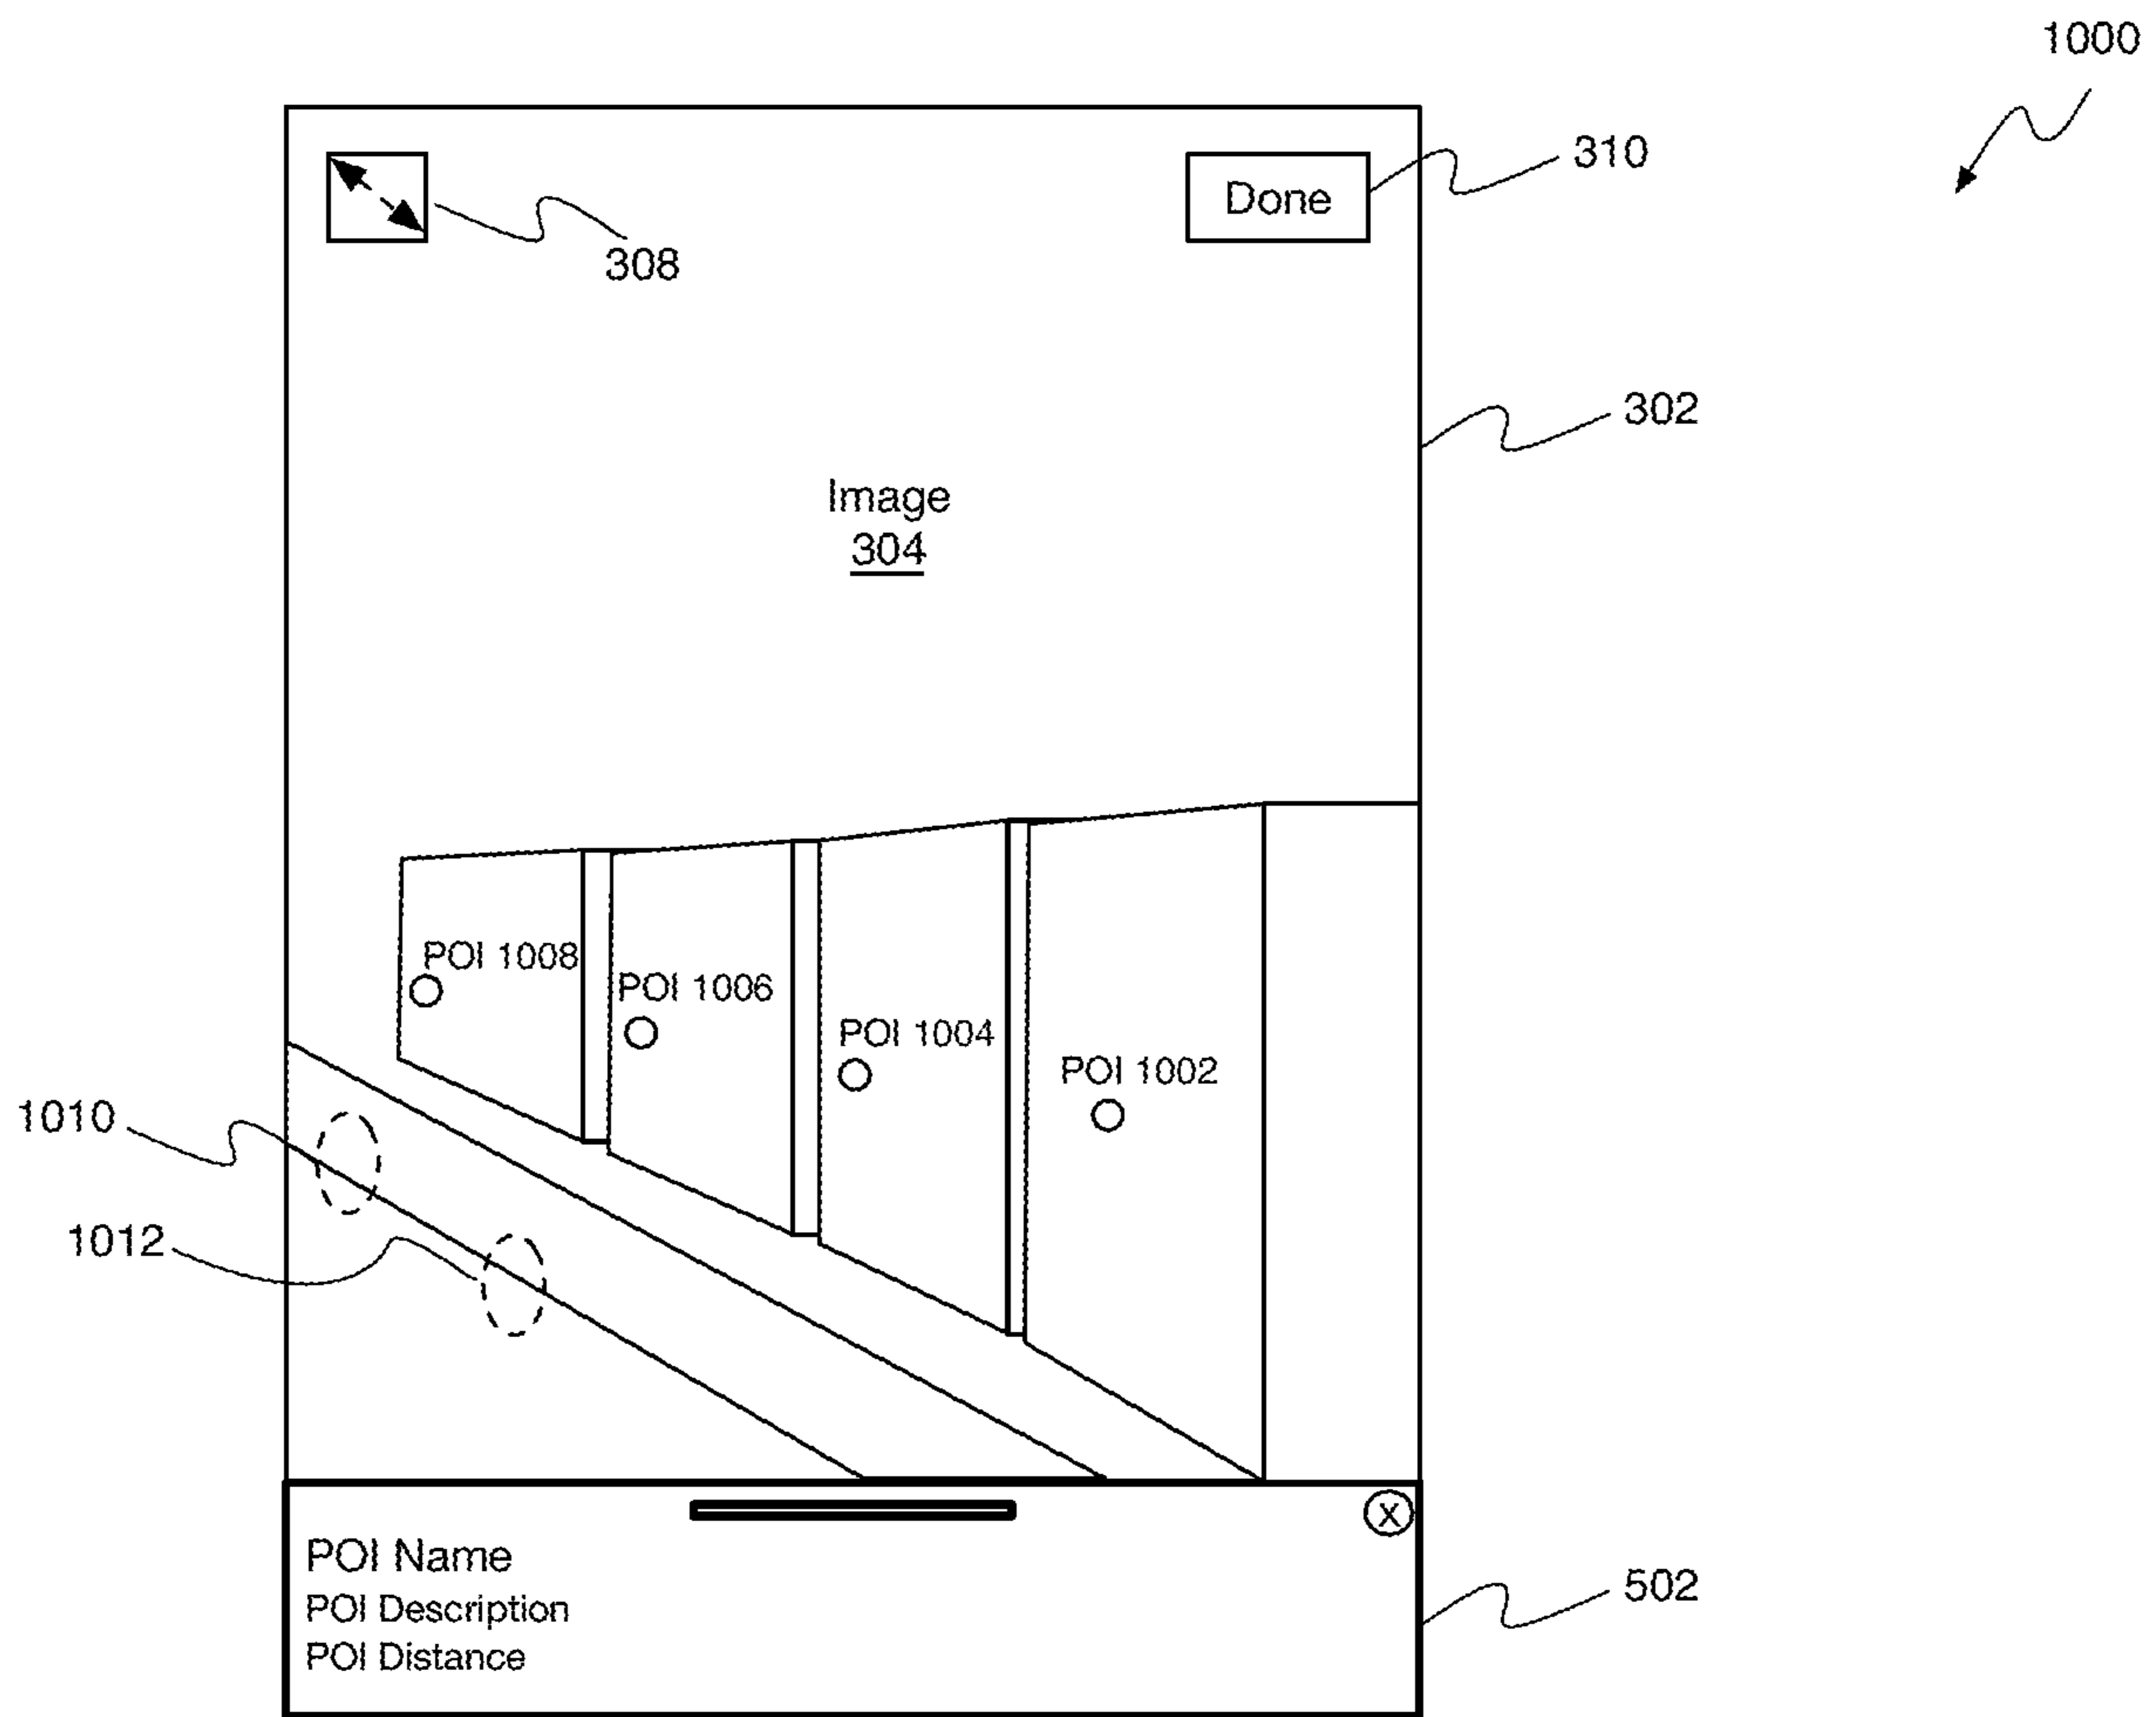 1000
310
Done
308
302
Image
304
POI 1008
POI 1006
POI 1004
POI 1002
1010
1012
X
POI Name
502
POI Description
POI Distance